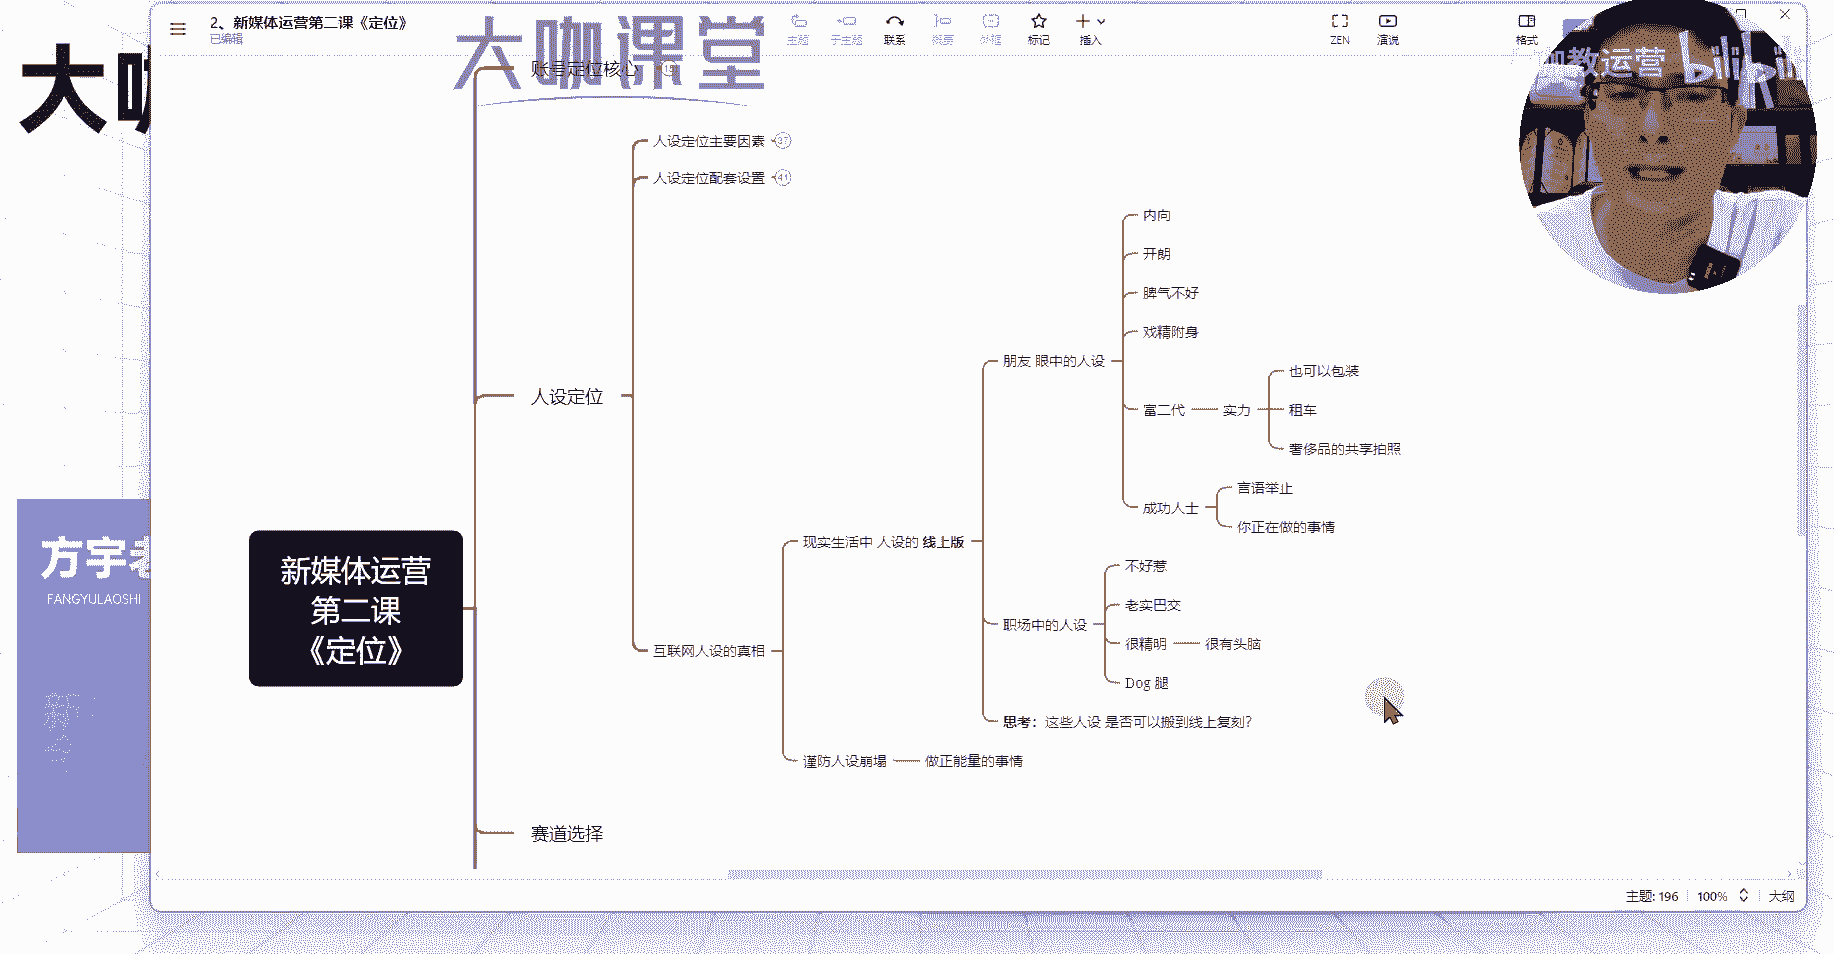 2、新媒体运营第二课《定位》
已编辑
大咖课堂
主题
子主题
联系
概要
外框
标记
插入
ZEN
演说
格式
咖教运营
大咖
账号定位核心
人设定位主要因素 37
人设定位配套设置 41
内向
开朗
脾气不好
戏精附身
朋友 眼中的人设
也可以包装
富二代
实力
租车
奢侈品的共享拍照
人设定位
言语举止
成功人士
你正在做的事情
现实生活中 人设的 线上版
不好惹
老实巴交
职场中的人设
很精明
很有头脑
Dog 腿
互联网人设的真相
思考：这些人设 是否可以搬到线上复刻？
谨防人设崩塌
做正能量的事情
新媒体运营
第二课
《定位》
方宇老
FANGYULAOSHI
赛道选择
主题: 196
100%
大纲